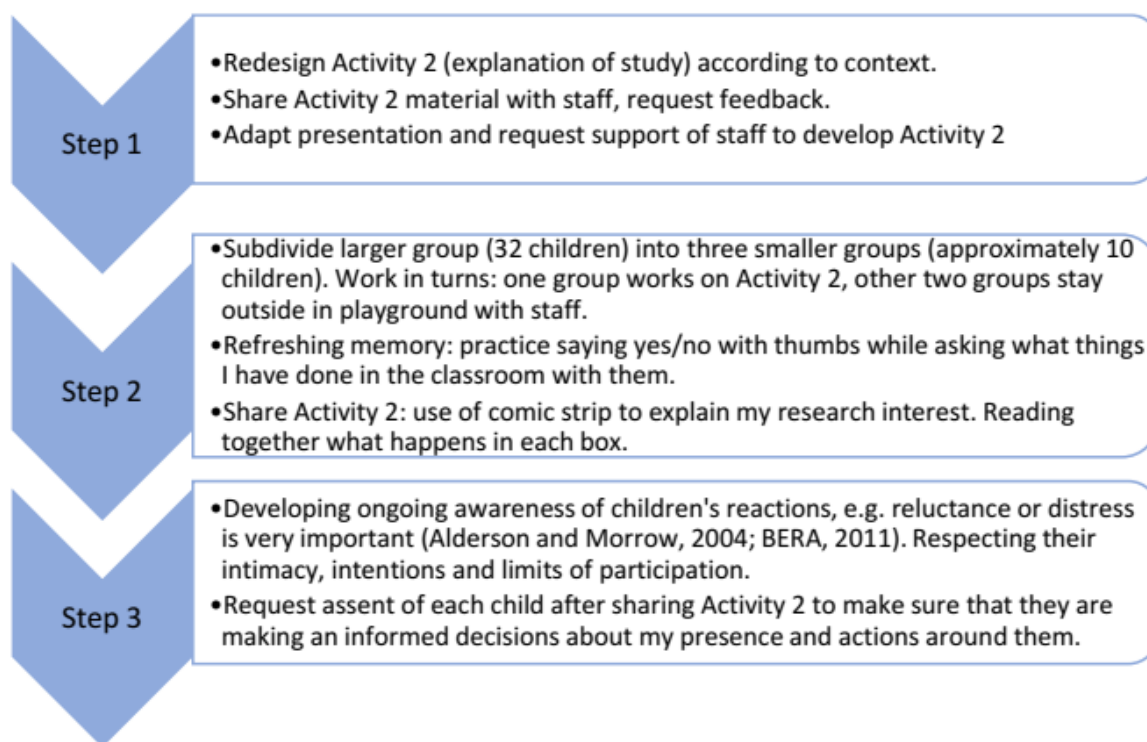 Step 1
•Redesign Activity 2 (explanation of study) according to context.
•Share Activity 2 material with staff, request feedback.
•Adapt presentation and request support of staff to develop Activity 2
Step 2
•Subdivide larger group (32 children) into three smaller groups (approximately 10
children). Work in turns: one group works on Activity 2, other two groups stay
outside in playground with staff.
•Refreshing memory: practice saying yes/no with thumbs while asking what things
I have done in the classroom with them.
•Share Activity 2: use of comic strip to explain my research interest. Reading
together what happens in each box.
Step 3
•Developing ongoing awareness of children's reactions, e.g. reluctance or distress
is very important (Alderson and Morrow, 2004; BERA, 2011). Respecting their
intimacy, intentions and limits of participation.
•Request assent of each child after sharing Activity 2 to make sure that they are
making an informed decisions about my presence and actions around them.